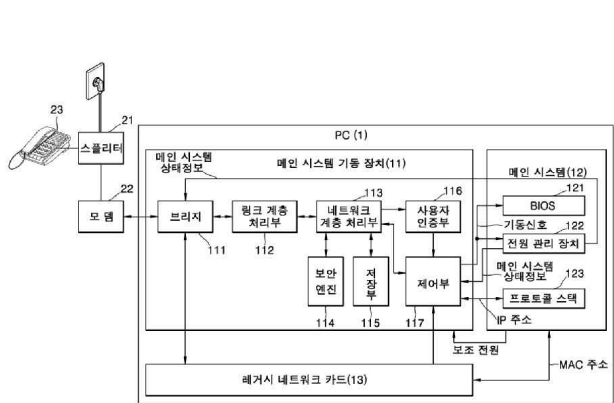 23
21
스플리터
22
모 뎀
PC (1)
메인 시스템 기동 장치(11)
메인 시스템
상태정보
브리지
111
링크 계층
처리부
112
113
네트워크
계층 처리부
116
사용자
인증부
보안
엔진
114
저
장
부
115
제어부
117
메인 시스템(12)
121
BIOS
기동신호
122
전원 관리 장치
메인 시스템
상태정보
123
프로토콜 스택
IP 주소
보조 전원
MAC 주소
레거시 네트워크 카드(13)